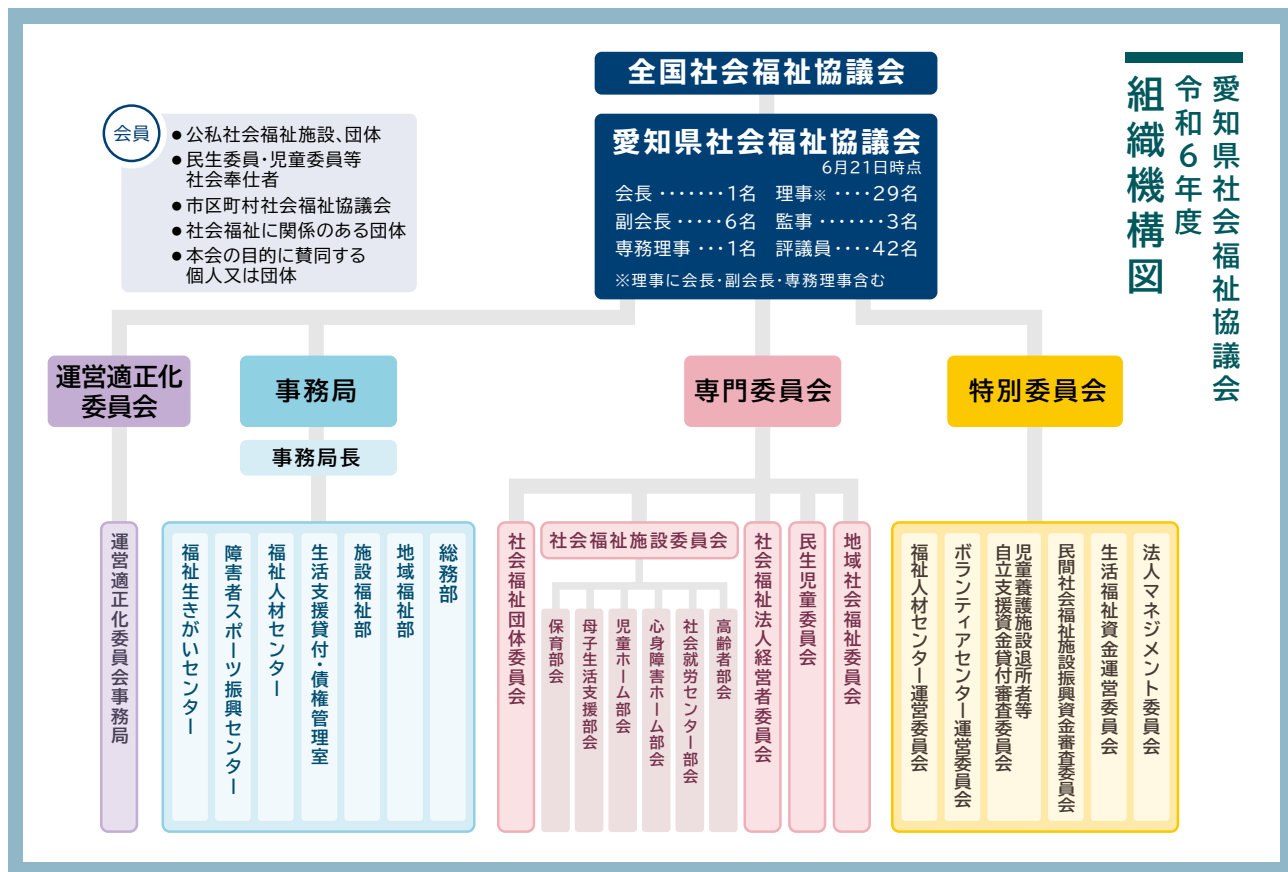 愛知県社会福祉協議会
令和6年度
組織機構図
全国社会福祉協議会
愛知県社会福祉協議会
6月21日時点
会長・・・・・・・1名 理事※・・・・29名
副会長・・・・・6名 監事・・・・・・・3名
専務理事・・・1名 評議員・・・・42名
※理事に会長・副会長・専務理事含む
会員
●公私社会福祉施設、団体
●民生委員・児童委員等
社会奉仕者
●市区町村社会福祉協議会
●社会福祉に関係のある団体
●本会の目的に賛同する
個人又は団体
運営適正化
委員会
運営適正化委員会事務局
事務局
事務局長
総務部
地域福祉部
施設福祉部
生活支援貸付・債権管理室
福祉人材センター
障害者スポーツ振興センター
福祉生きがいセンター
専門委員会
地域社会福祉委員会
民生児童委員会
社会福祉法人経営者委員会
社会福祉施設委員会
高齢者部会
社会就労センター部会
心身障害ホーム部会
児童ホーム部会
母子生活支援部会
保育部会
社会福祉団体委員会
特別委員会
法人マネジメント委員会
生活福祉資金運営委員会
民間社会福祉施設振興資金審査委員会
児童養護施設退所者等
自立支援資金貸付審査委員会
ボランティアセンター運営委員会
福祉人材センター運営委員会